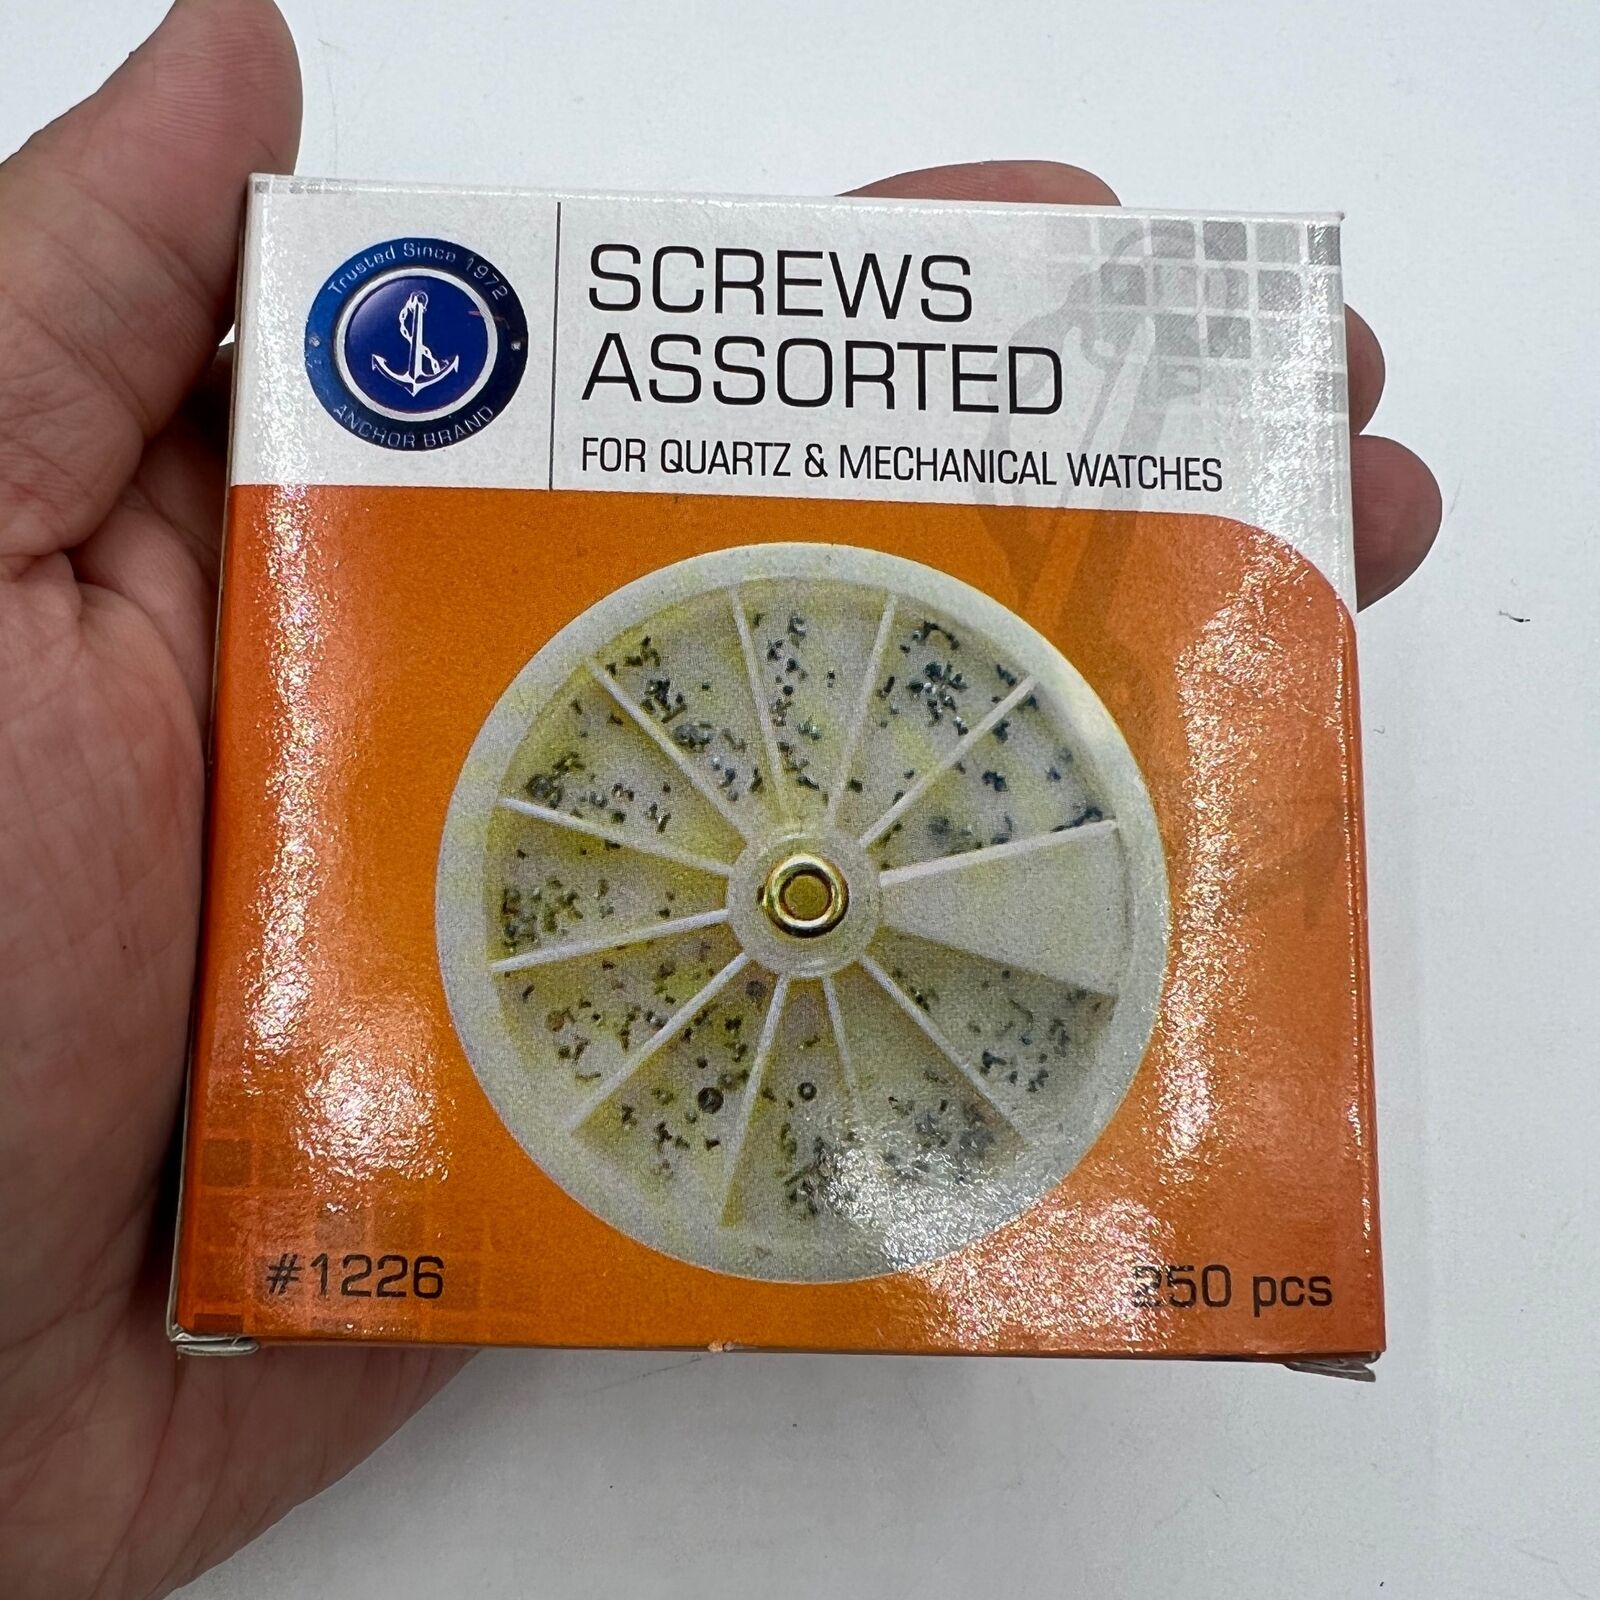 Trusted Since 1972
ANCHOR BRAND
SCREWS
ASSORTED
FOR QUARTZ & MECHANICAL WATCHES
#1226
250 pcs